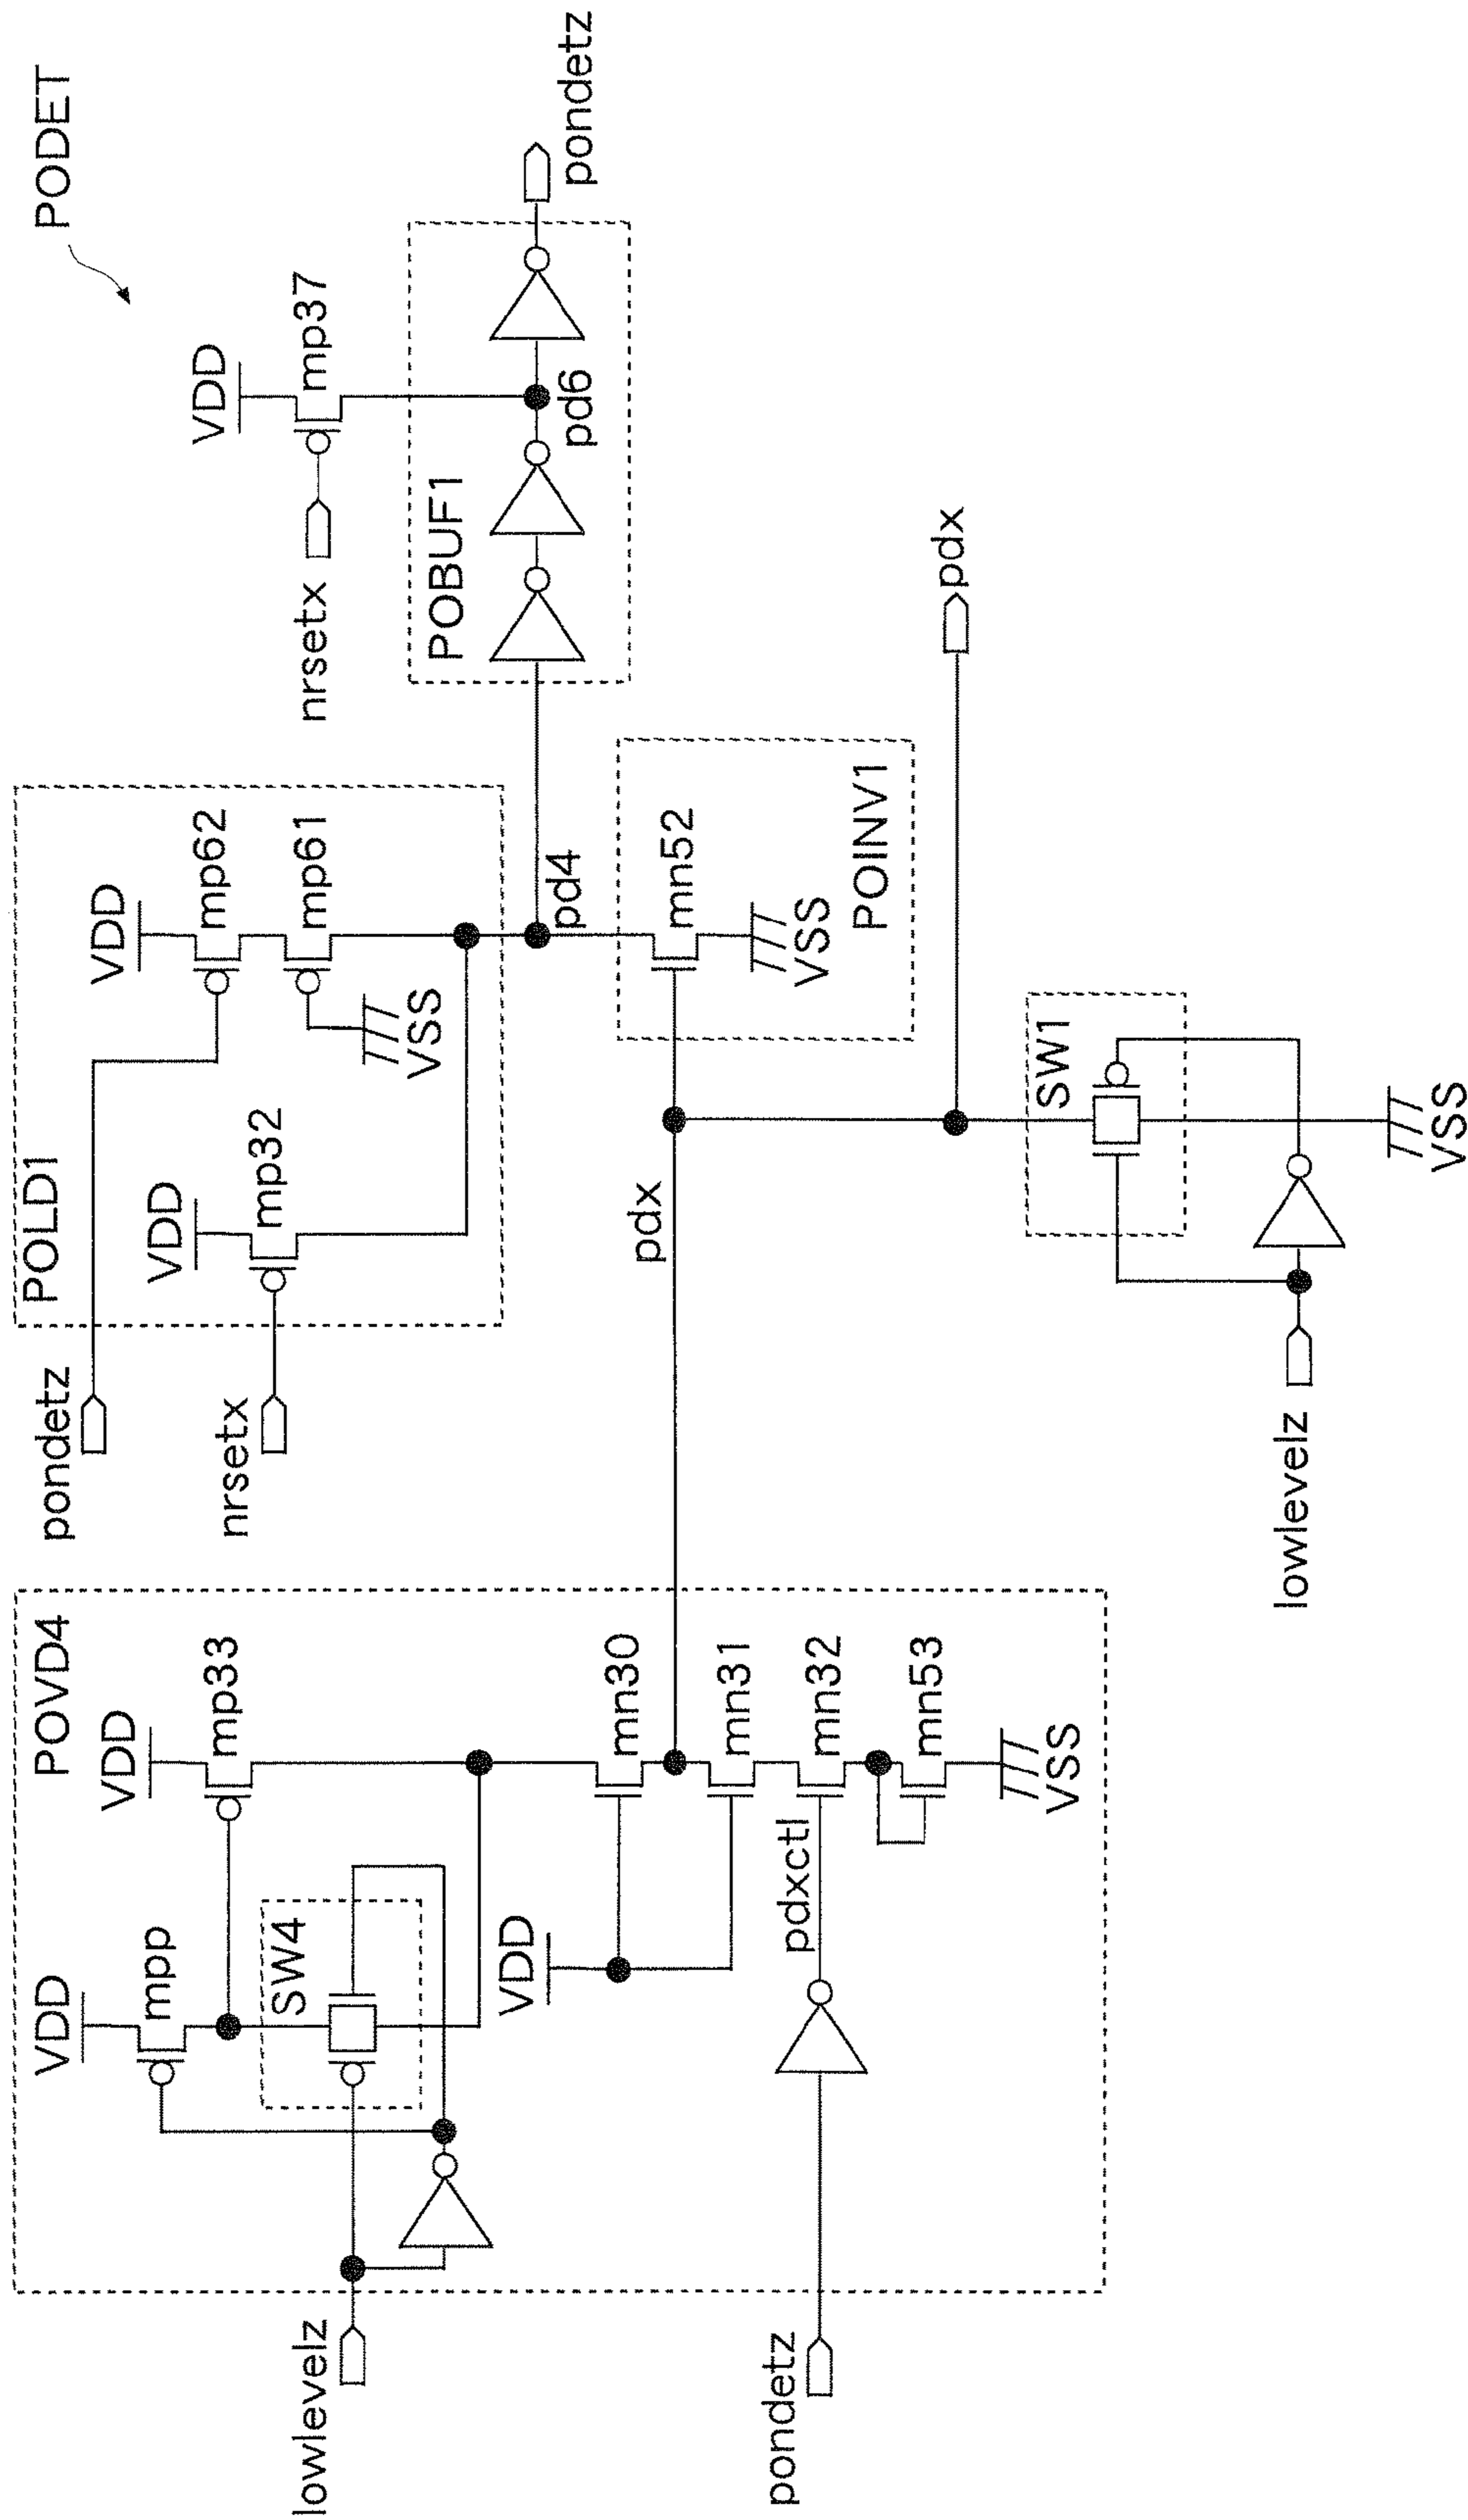 PODET
POVD4
VDD
mpp
VDD
mp33
SW4
lowlevelz
VDD
mn30
mn31
pdxctl
mn32
mn53
VSS
pondetz
pondetz
POLD1
VDD
mp62
mp61
VSS
nrsetx
VDD
mp32
pd4
pdx
mn52
VSS
POINV1
VDD
mp37
nrsetx
POBUF1
pd6
pondetz
pdx
SW1
lowlevelz
VSS